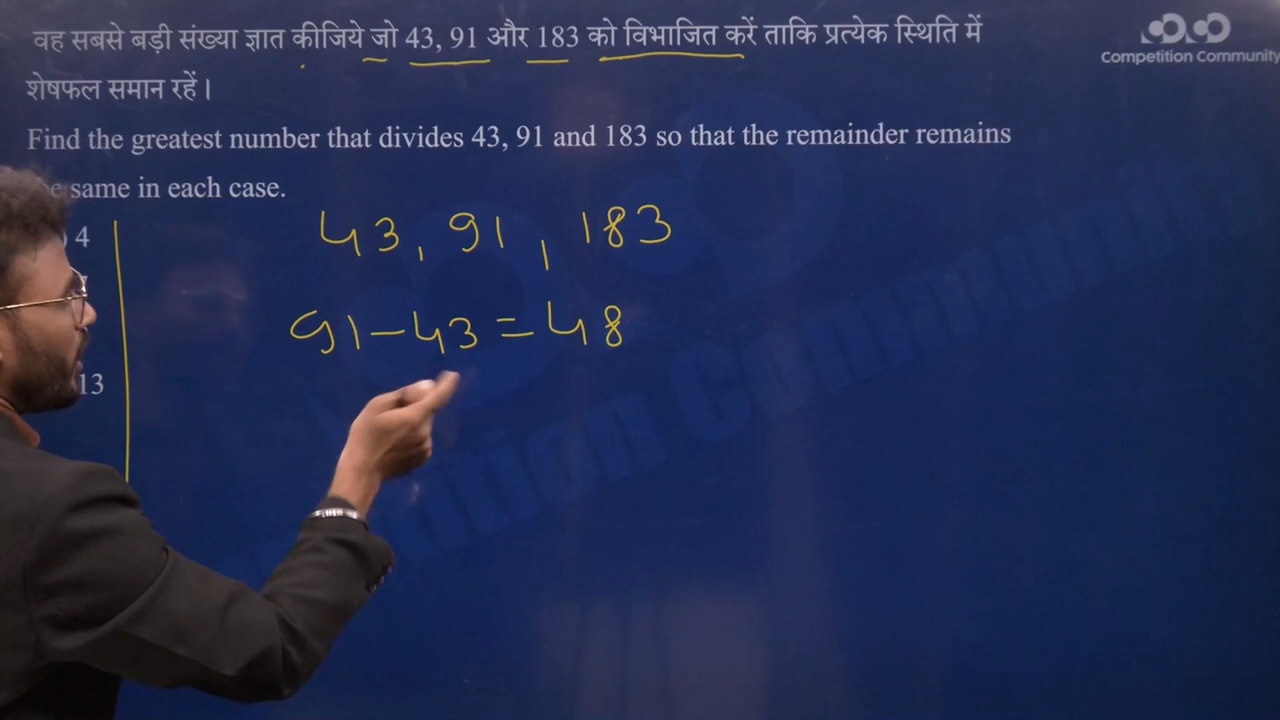 वह सबसे बड़ी संख्या ज्ञात कीजिये जो 43, 91 और 183 को विभाजित करें ताकि प्रत्येक स्थिति में
शेषफल समान रहें।
Find the greatest number that divides 43, 91 and 183 so that the remainder remains
same in each case.
Competition Community
4
13
43, 91, 183
91-43=48